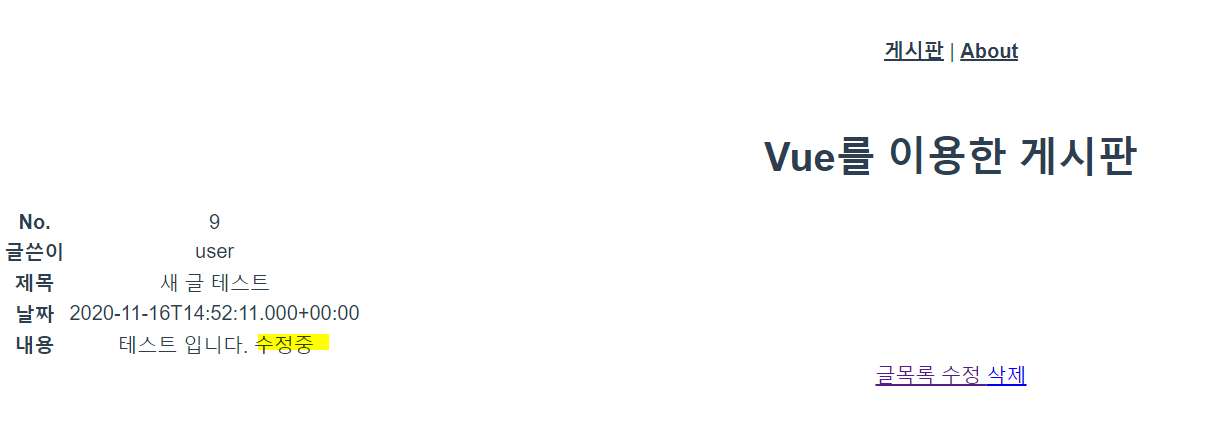 게시판 | About
Vue를 이용한 게시판
No. 9
글쓴이 user
제목 새 글 테스트
날짜 2020-11-16T14:52:11.000+00:00
내용 테스트 입니다. 수정중
글목록 수정 삭제